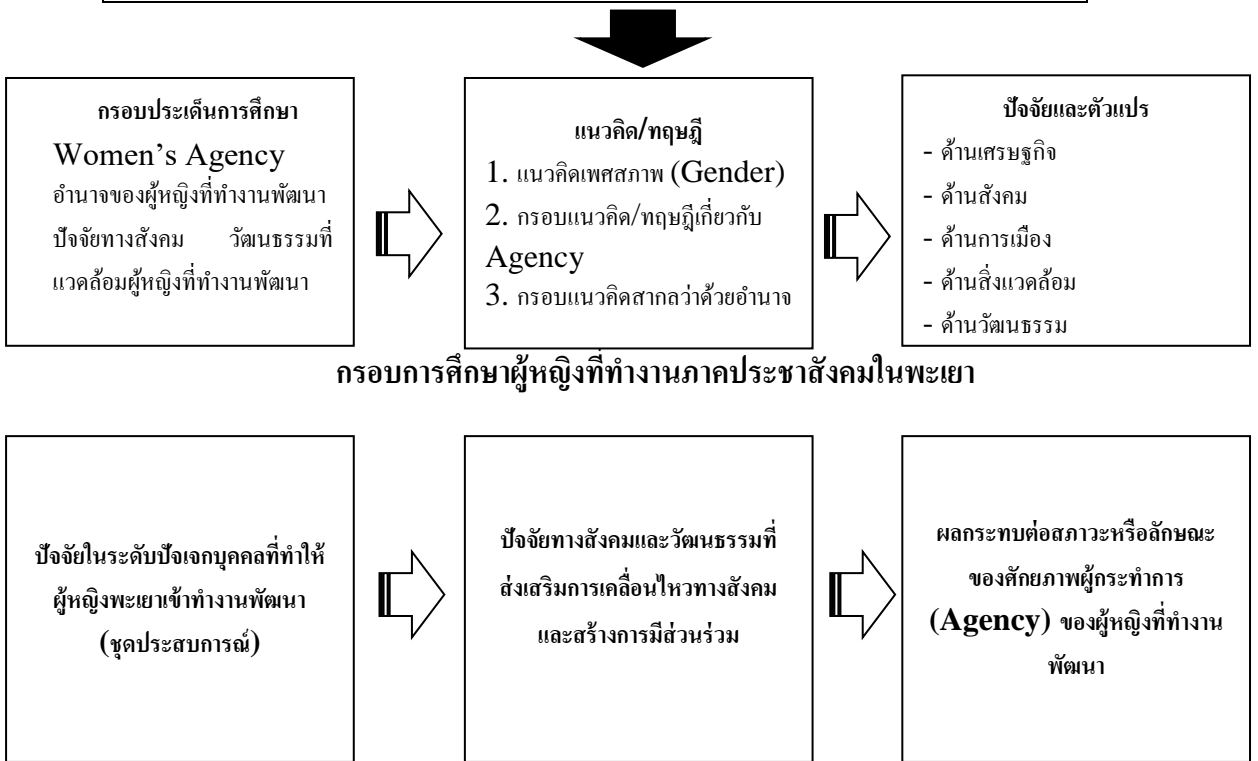 กรอบประเด็นการศึกษา
Women's Agency
อำนาจของผู้หญิงที่ทำงานพัฒนา
ปัจจัยทางสังคม วัฒนธรรมที่
แวดล้อมผู้หญิงที่ทำงานพัฒนา
แนวคิด/ทฤษฎี
1. แนวคิดเพศสภาพ (Gender)
2. กรอบแนวคิด/ทฤษฎีเกี่ยวกับ
Agency
3. กรอบแนวคิดสากลว่าด้วยอำนาจ
ปัจจัยและตัวแปร
- ด้านเศรษฐกิจ
- ด้านสังคม
- ด้านการเมือง
- ด้านสิ่งแวดล้อม
- ด้านวัฒนธรรม
กรอบการศึกษาผู้หญิงที่ทำงานภาคประชาสังคมในพะเยา
ปัจจัยในระดับปัจเจกบุคคลที่ทำให้
ผู้หญิงพะเยาเข้าทำงานพัฒนา
(ชุดประสบการณ์)
ปัจจัยทางสังคมและวัฒนธรรมที่
ส่งเสริมการเคลื่อนไหวทางสังคม
และสร้างการมีส่วนร่วม
ผลกระทบต่อสภาวะหรือลักษณะ
ของศักยภาพผู้กระทำการ
(Agency) ของผู้หญิงที่ทำงาน
พัฒนา